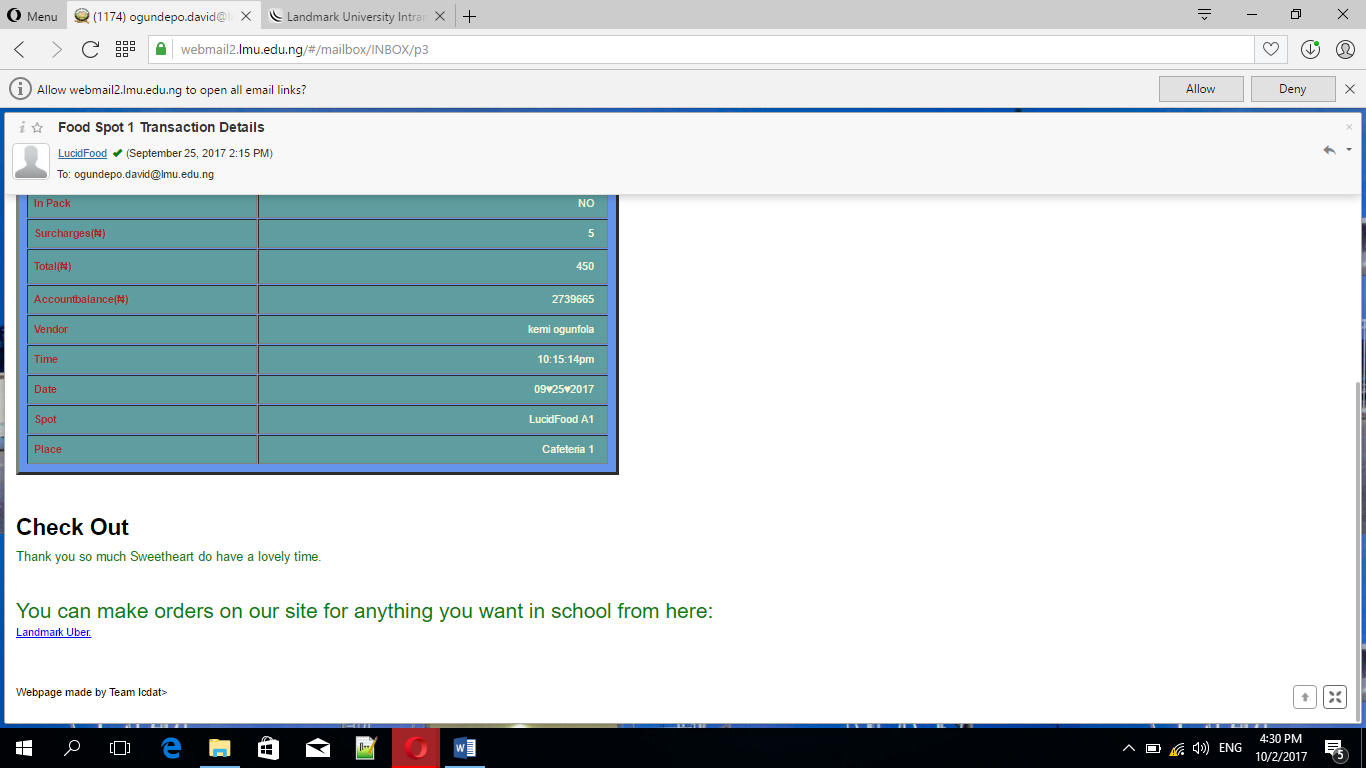 Menu
(1174) ogundepo.david@l
Landmark University Intran
webmail2.lmu.edu.ng/#/mailbox/INBOX/p3
Allow webmail2.lmu.edu.ng to open all email links?
Allow
Deny
Food Spot 1 Transaction Details
LucidFood (September 25, 2017 2:15 PM)
To: ogundepo.david@lmu.edu.ng
In Pack NO
Surcharges(₦) 5
Total(₦) 450
Accountbalance(₦) 2739665
Vendor kemi ogunfola
Time 10:15:14pm
Date 09♥25♥2017
Spot LucidFood A1
Place Cafeteria 1
Check Out
Thank you so much Sweetheart do have a lovely time.
You can make orders on our site for anything you want in school from here:
Landmark Uber.
Webpage made by Team Icdat>
ENG
4:30 PM
10/2/2017
5